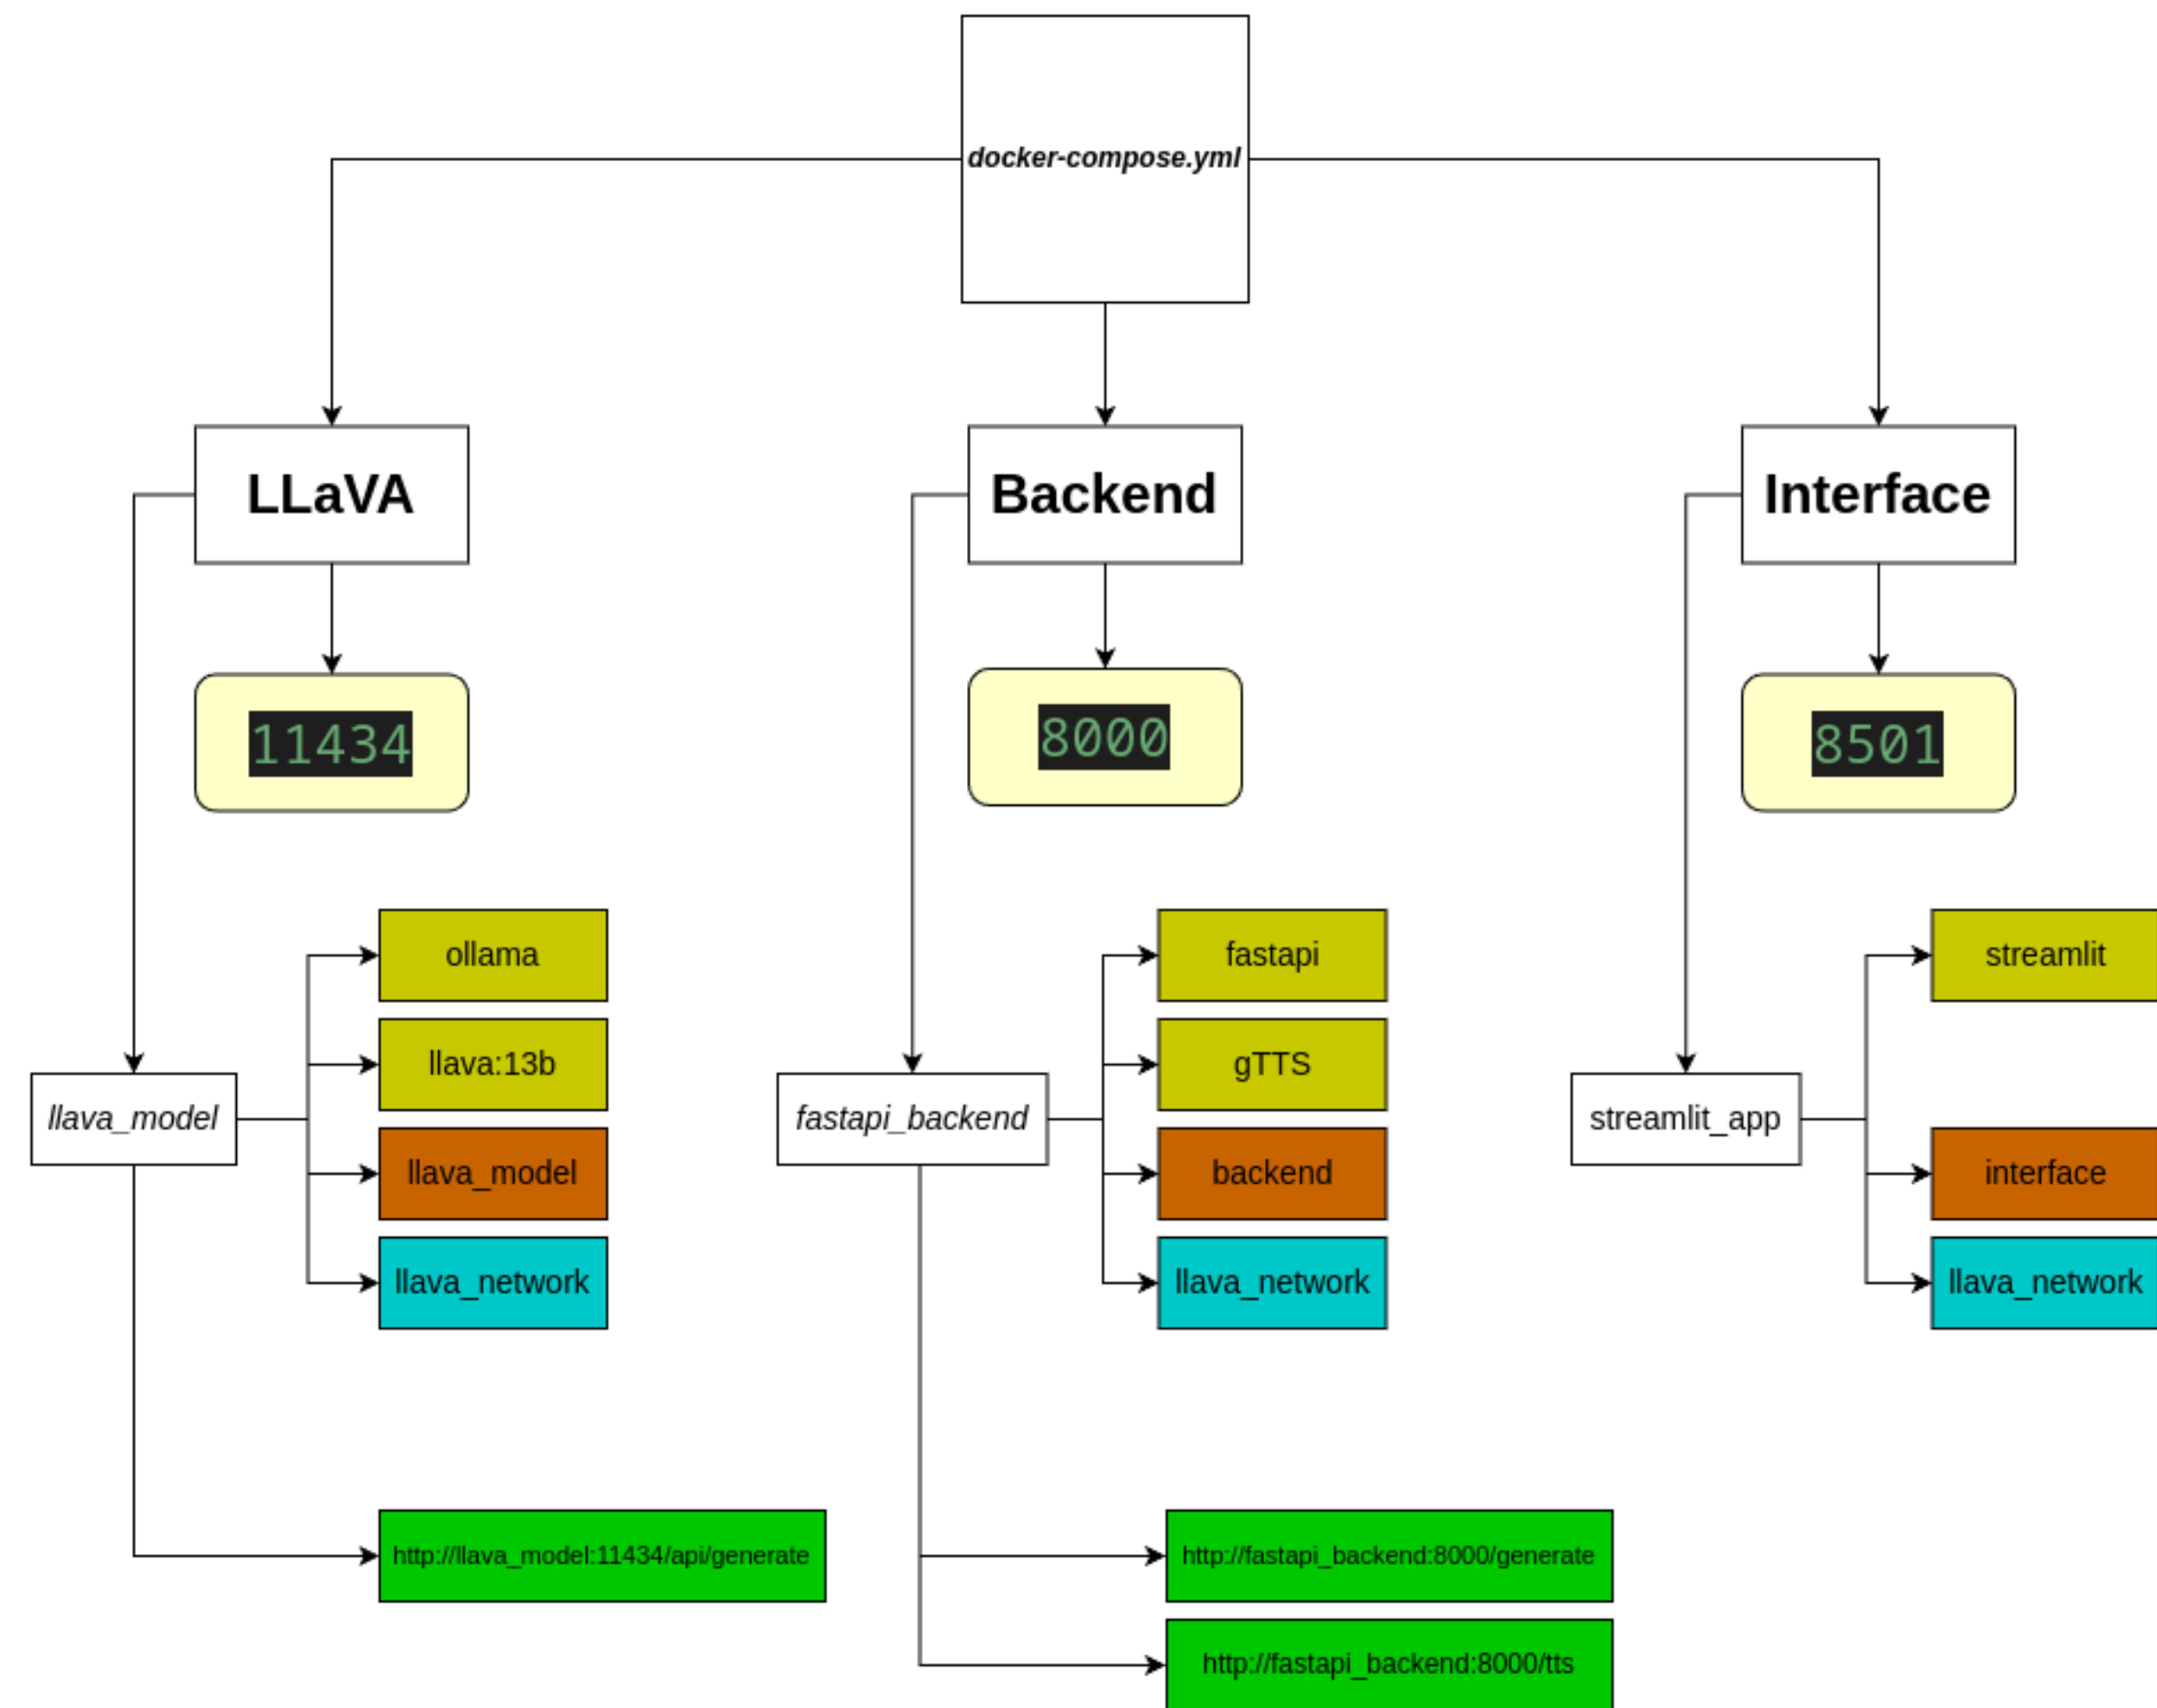 docker-compose.yml
LLaVA
Backend
Interface
11434
8000
8501
ollama
fastapi
streamlit
llava:13b
gTTS
llava_model
fastapi_backend
streamlit_app
llava_model
backend
interface
llava_network
llava_network
llava_network
http://llava_model:11434/api/generate
http://fastapi_backend:8000/generate
http://fastapi_backend:8000/tts